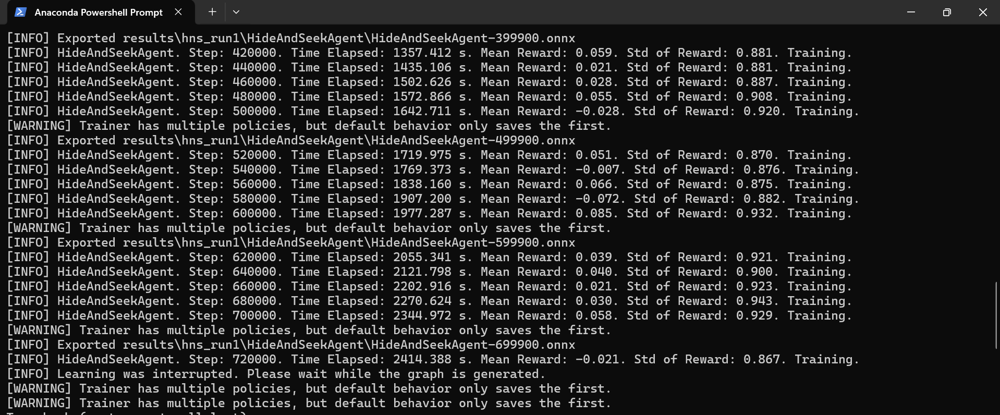 Anaconda Powershell Prompt
[INFO] Exported results\hns_run1\HideAndSeekAgent\HideAndSeekAgent-399900.onnx
[INFO] HideAndSeekAgent. Step: 420000. Time Elapsed: 1357.412 s. Mean Reward: 0.059. Std of Reward: 0.881. Training.
[INFO] HideAndSeekAgent. Step: 440000. Time Elapsed: 1435.106 s. Mean Reward: 0.021. Std of Reward: 0.881. Training.
[INFO] HideAndSeekAgent. Step: 460000. Time Elapsed: 1502.626 s. Mean Reward: 0.028. Std of Reward: 0.887. Training.
[INFO] HideAndSeekAgent. Step: 480000. Time Elapsed: 1572.866 s. Mean Reward: 0.055. Std of Reward: 0.908. Training.
[INFO] HideAndSeekAgent. Step: 500000. Time Elapsed: 1642.711 s. Mean Reward: -0.028. Std of Reward: 0.920. Training.
[WARNING] Trainer has multiple policies, but default behavior only saves the first.
[INFO] Exported results\hns_run1\HideAndSeekAgent\HideAndSeekAgent-499900.onnx
[INFO] HideAndSeekAgent. Step: 520000. Time Elapsed: 1719.975 s. Mean Reward: 0.051. Std of Reward: 0.870. Training.
[INFO] HideAndSeekAgent. Step: 540000. Time Elapsed: 1769.373 s. Mean Reward: -0.007. Std of Reward: 0.876. Training.
[INFO] HideAndSeekAgent. Step: 560000. Time Elapsed: 1838.160 s. Mean Reward: 0.066. Std of Reward: 0.875. Training.
[INFO] HideAndSeekAgent. Step: 580000. Time Elapsed: 1907.200 s. Mean Reward: -0.072. Std of Reward: 0.882. Training.
[INFO] HideAndSeekAgent. Step: 600000. Time Elapsed: 1977.287 s. Mean Reward: 0.085. Std of Reward: 0.932. Training.
[WARNING] Trainer has multiple policies, but default behavior only saves the first.
[INFO] Exported results\hns_run1\HideAndSeekAgent\HideAndSeekAgent-599900.onnx
[INFO] HideAndSeekAgent. Step: 620000. Time Elapsed: 2055.341 s. Mean Reward: 0.039. Std of Reward: 0.921. Training.
[INFO] HideAndSeekAgent. Step: 640000. Time Elapsed: 2121.798 s. Mean Reward: 0.040. Std of Reward: 0.900. Training.
[INFO] HideAndSeekAgent. Step: 660000. Time Elapsed: 2202.916 s. Mean Reward: 0.021. Std of Reward: 0.923. Training.
[INFO] HideAndSeekAgent. Step: 680000. Time Elapsed: 2270.624 s. Mean Reward: 0.030. Std of Reward: 0.943. Training.
[INFO] HideAndSeekAgent. Step: 700000. Time Elapsed: 2344.972 s. Mean Reward: 0.058. Std of Reward: 0.929. Training.
[WARNING] Trainer has multiple policies, but default behavior only saves the first.
[INFO] Exported results\hns_run1\HideAndSeekAgent\HideAndSeekAgent-699900.onnx
[INFO] HideAndSeekAgent. Step: 720000. Time Elapsed: 2414.388 s. Mean Reward: -0.021. Std of Reward: 0.867. Training.
[INFO] Learning was interrupted. Please wait while the graph is generated.
[WARNING] Trainer has multiple policies, but default behavior only saves the first.
[WARNING] Trainer has multiple policies, but default behavior only saves the first.